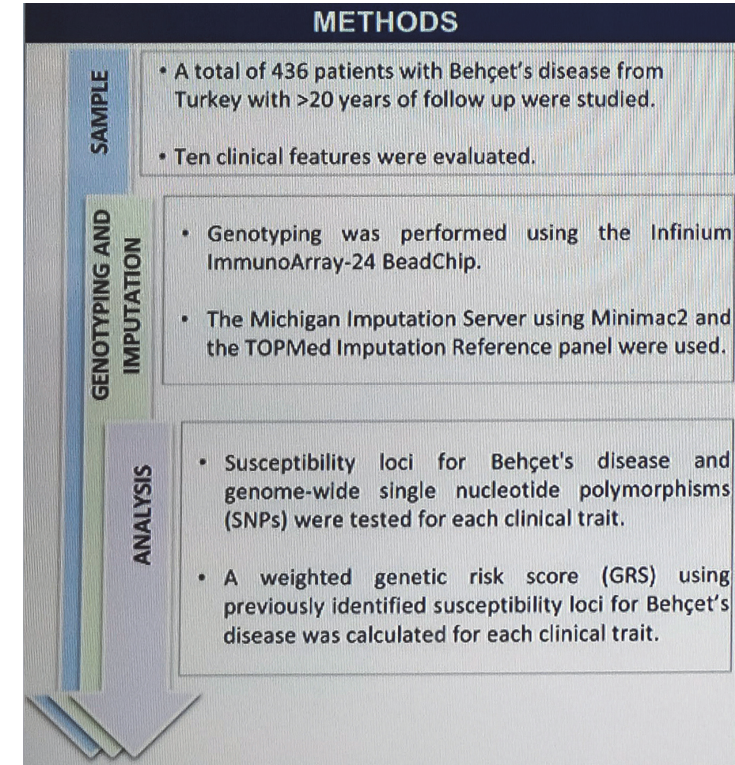 METHODS
SAMPLE
• A total of 436 patients with Behçet's disease from
Turkey with >20 years of follow up were studied.
• Ten clinical features were evaluated.
GENOTYPING AND
IMPUTATION
• Genotyping was performed using the Infinium
ImmunoArray-24 BeadChip.
• The Michigan Imputation Server using Minimac2 and
the TOPMed Imputation Reference panel were used.
ANALYSIS
• Susceptibility loci for Behçet's disease and
genome-wide single nucleotide polymorphisms
(SNPs) were tested for each clinical trait.
• A weighted genetic risk score (GRS) using
previously identified susceptibility loci for Behçet's
disease was calculated for each clinical trait.